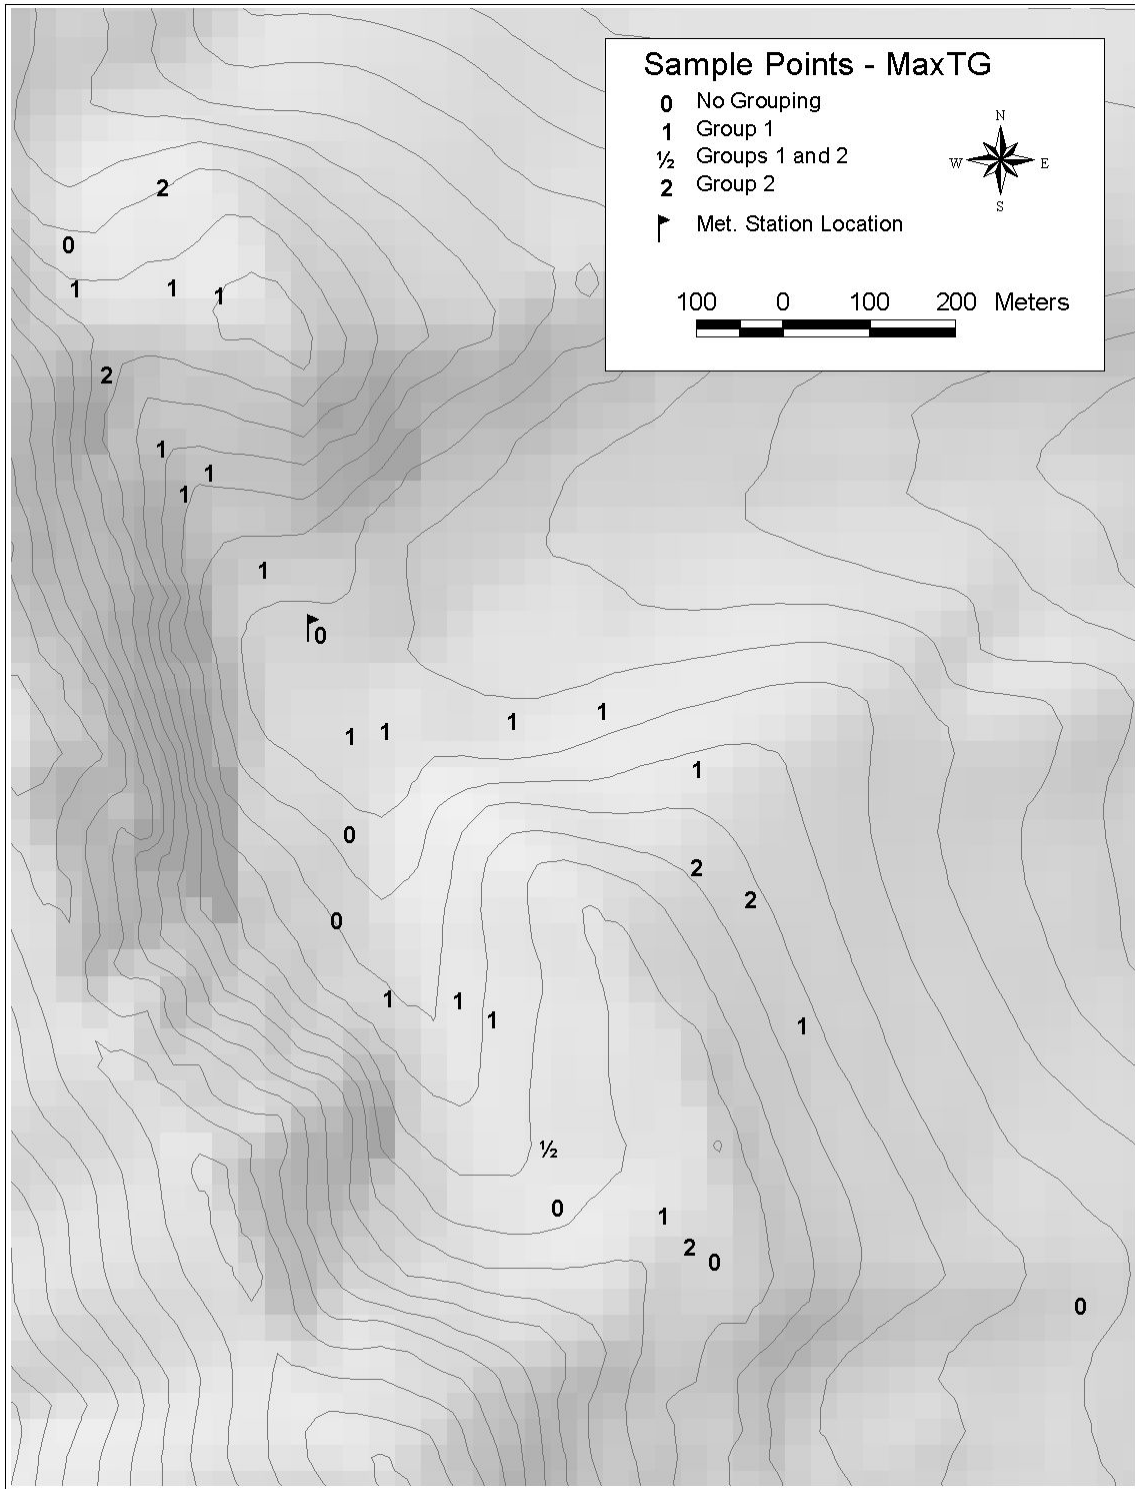 Sample Points - MaxTG
0 No Grouping
1 Group 1
½ Groups 1 and 2
2 Group 2
Met. Station Location
N
W E
S
100 0 100 200 Meters
2
0
1 1 1
2
1
1
1
1
0
1 1 1 1
1
0
2
2
0
1 1
1
1
½
0 1
2
0
0